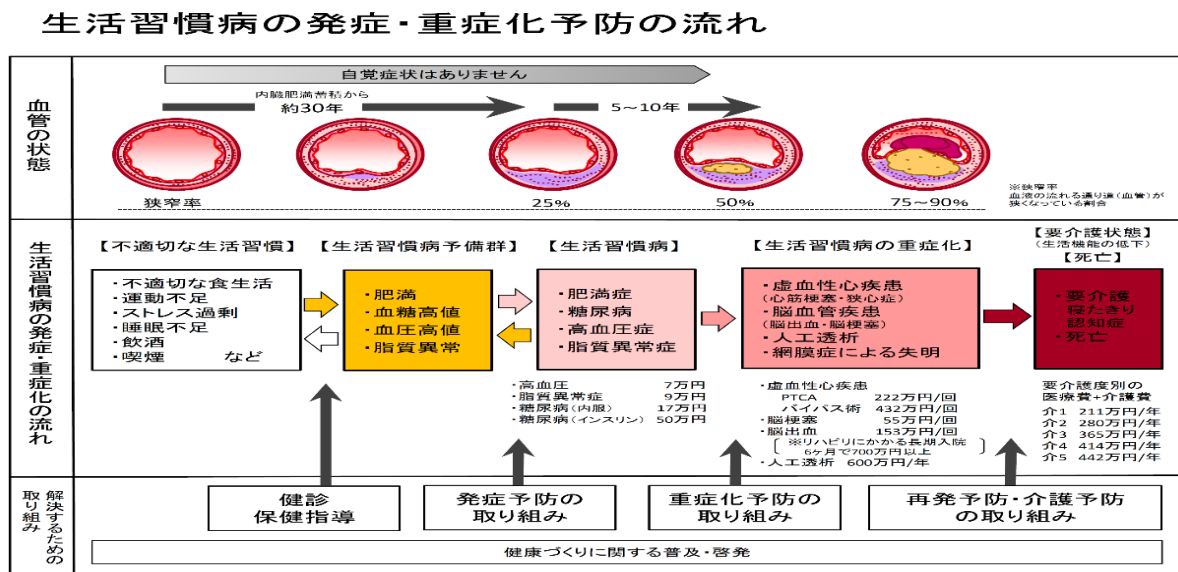 生活習慣病の発症・重症化予防の流れ
血管の状態
自覚症状はありません
内臓肥満蓄積から
約30年
5～10年
狭窄率
25%
50%
75～90%
※狭窄率
血液の流れる通り道(血管)が
狭くなっている割合
生活習慣病の発症・重症化の流れ
【不適切な生活習慣】
・不適切な食生活
・運動不足
・ストレス過剰
・睡眠不足
・飲酒
・喫煙 など
【生活習慣病予備群】
・肥満
・血糖高値
・血圧高値
・脂質異常
【生活習慣病】
・肥満症
・糖尿病
・高血圧症
・脂質異常症
・高血圧 7万円
・脂質異常症 9万円
・糖尿病(内服) 17万円
・糖尿病(インスリン) 50万円
【生活習慣病の重症化】
・虚血性心疾患
(心筋梗塞・狭心症)
・脳血管疾患
(脳出血・脳梗塞)
・人工透析
・網膜症による失明
・虚血性心疾患
PTCA 222万円/回
バイパス術 432万円/回
・脳梗塞 55万円/回
・脳出血 153万円/回
※リハビリにかかる長期入院
6ヶ月で700万円以上
・人工透析 600万円/年
【要介護状態】
(生活機能の低下)
【死亡】
・要介護
寝たきり
認知症
・死亡
要介護度別の
医療費+介護費
介1 211万円/年
介2 280万円/年
介3 365万円/年
介4 414万円/年
介5 442万円/年
解決するための
取り組み
健診
保健指導
発症予防の
取り組み
重症化予防の
取り組み
再発予防・介護予防
の取り組み
健康づくりに関する普及・啓発